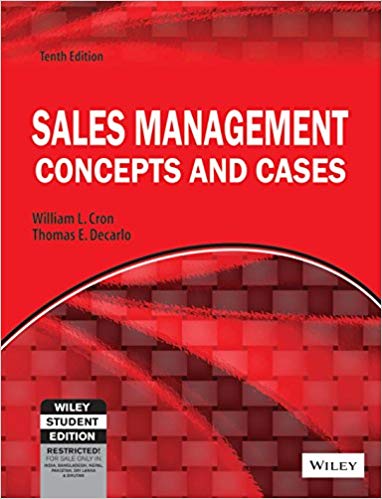 Tenth Edition
SALES MANAGEMENT
CONCEPTS AND CASES
William L. Cron
Thomas E. Decarlo
WILEY
STUDENT
EDITION
RESTRICTED!
FOR SALE ONLY IN
INDIA, BANGLADESH, NEPAL,
PAKISTAN, SRI LANKA
& BHUTAN
WILEY